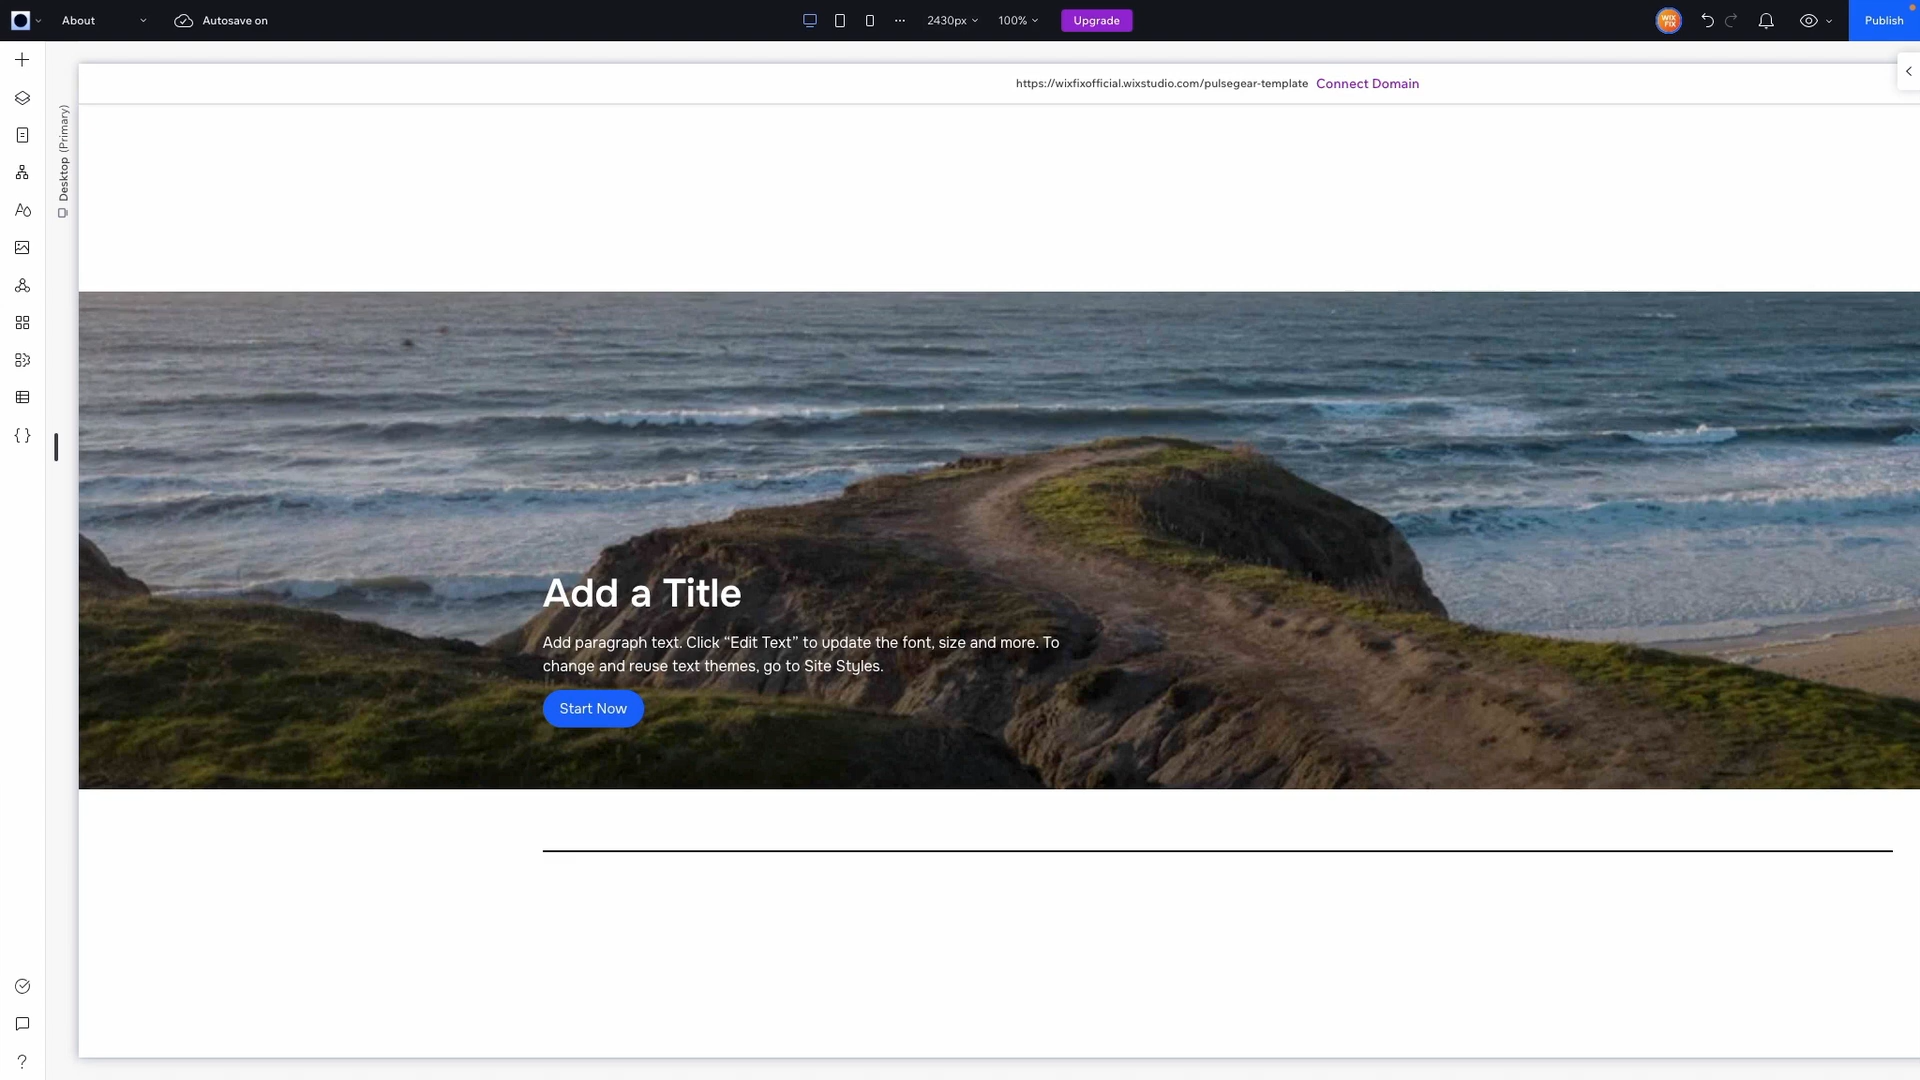 About
Autosave on
2430px
100%
Upgrade
WIX
FIX
Publish
https://wixfixofficial.wixstudio.com/pulsegear-template Connect Domain
Desktop (Primary)
Add a Title
Add paragraph text. Click “Edit Text” to update the font, size and more. To
change and reuse text themes, go to Site Styles.
Start Now